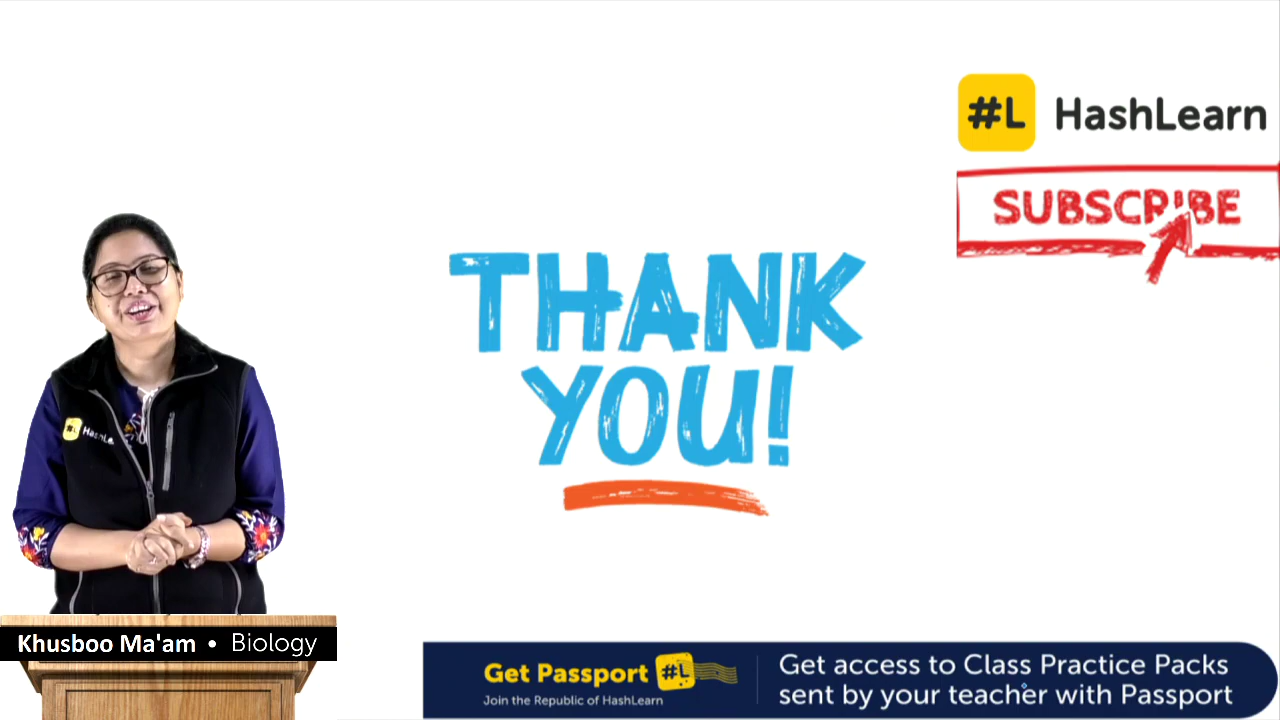 #L HashLearn
SUBSCRIBE
THANK
YOU!
#L HashLea
Khusboo Ma'am • Biology
Get Passport #L
Join the Republic of HashLearn
Get access to Class Practice Packs
sent by your teacher with Passport